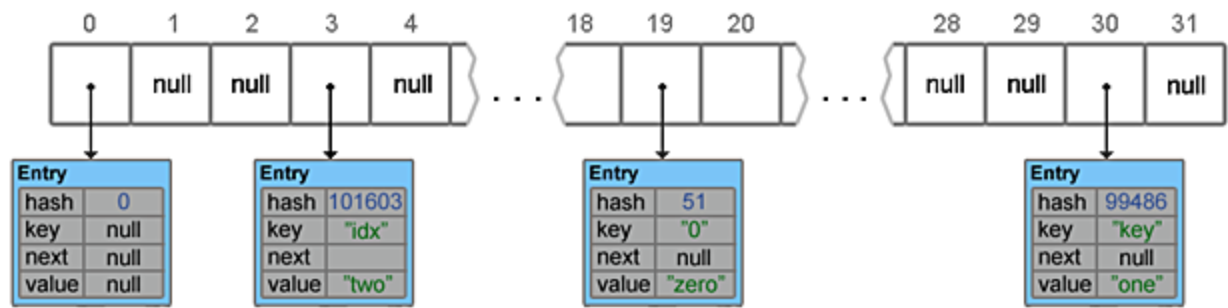 0 1 2 3 4 18 19 20 28 29 30 31
null null null ... ... null null null
Entry Entry Entry Entry
hash 0 hash 101603 hash 51 hash 99486
key null key "idx" key "0" key "key"
next null next next null next null
value null value "two" value "zero" value "one"